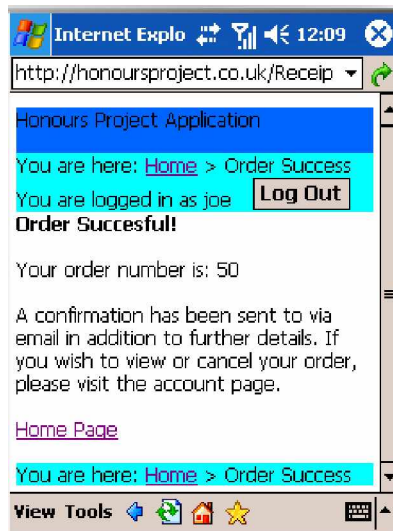 Internet Explo 12:09
http://honoursproject.co.uk/Receip
Honours Project Application
You are here: Home > Order Success
You are logged in as joe Log Out
Order Succesful!
Your order number is: 50
A confirmation has been sent to via
email in addition to further details. If
you wish to view or cancel your order,
please visit the account page.
Home Page
You are here: Home > Order Success
View Tools